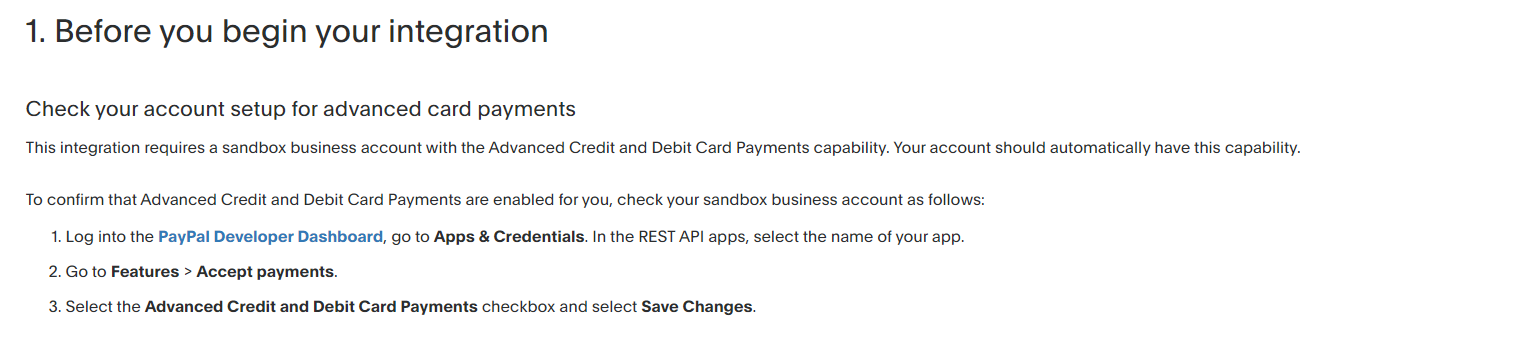 1. Before you begin your integration
Check your account setup for advanced card payments
This integration requires a sandbox business account with the Advanced Credit and Debit Card Payments capability. Your account should automatically have this capability.
To confirm that Advanced Credit and Debit Card Payments are enabled for you, check your sandbox business account as follows:
1. Log into the PayPal Developer Dashboard, go to Apps & Credentials. In the REST API apps, select the name of your app.
2. Go to Features > Accept payments.
3. Select the Advanced Credit and Debit Card Payments checkbox and select Save Changes.